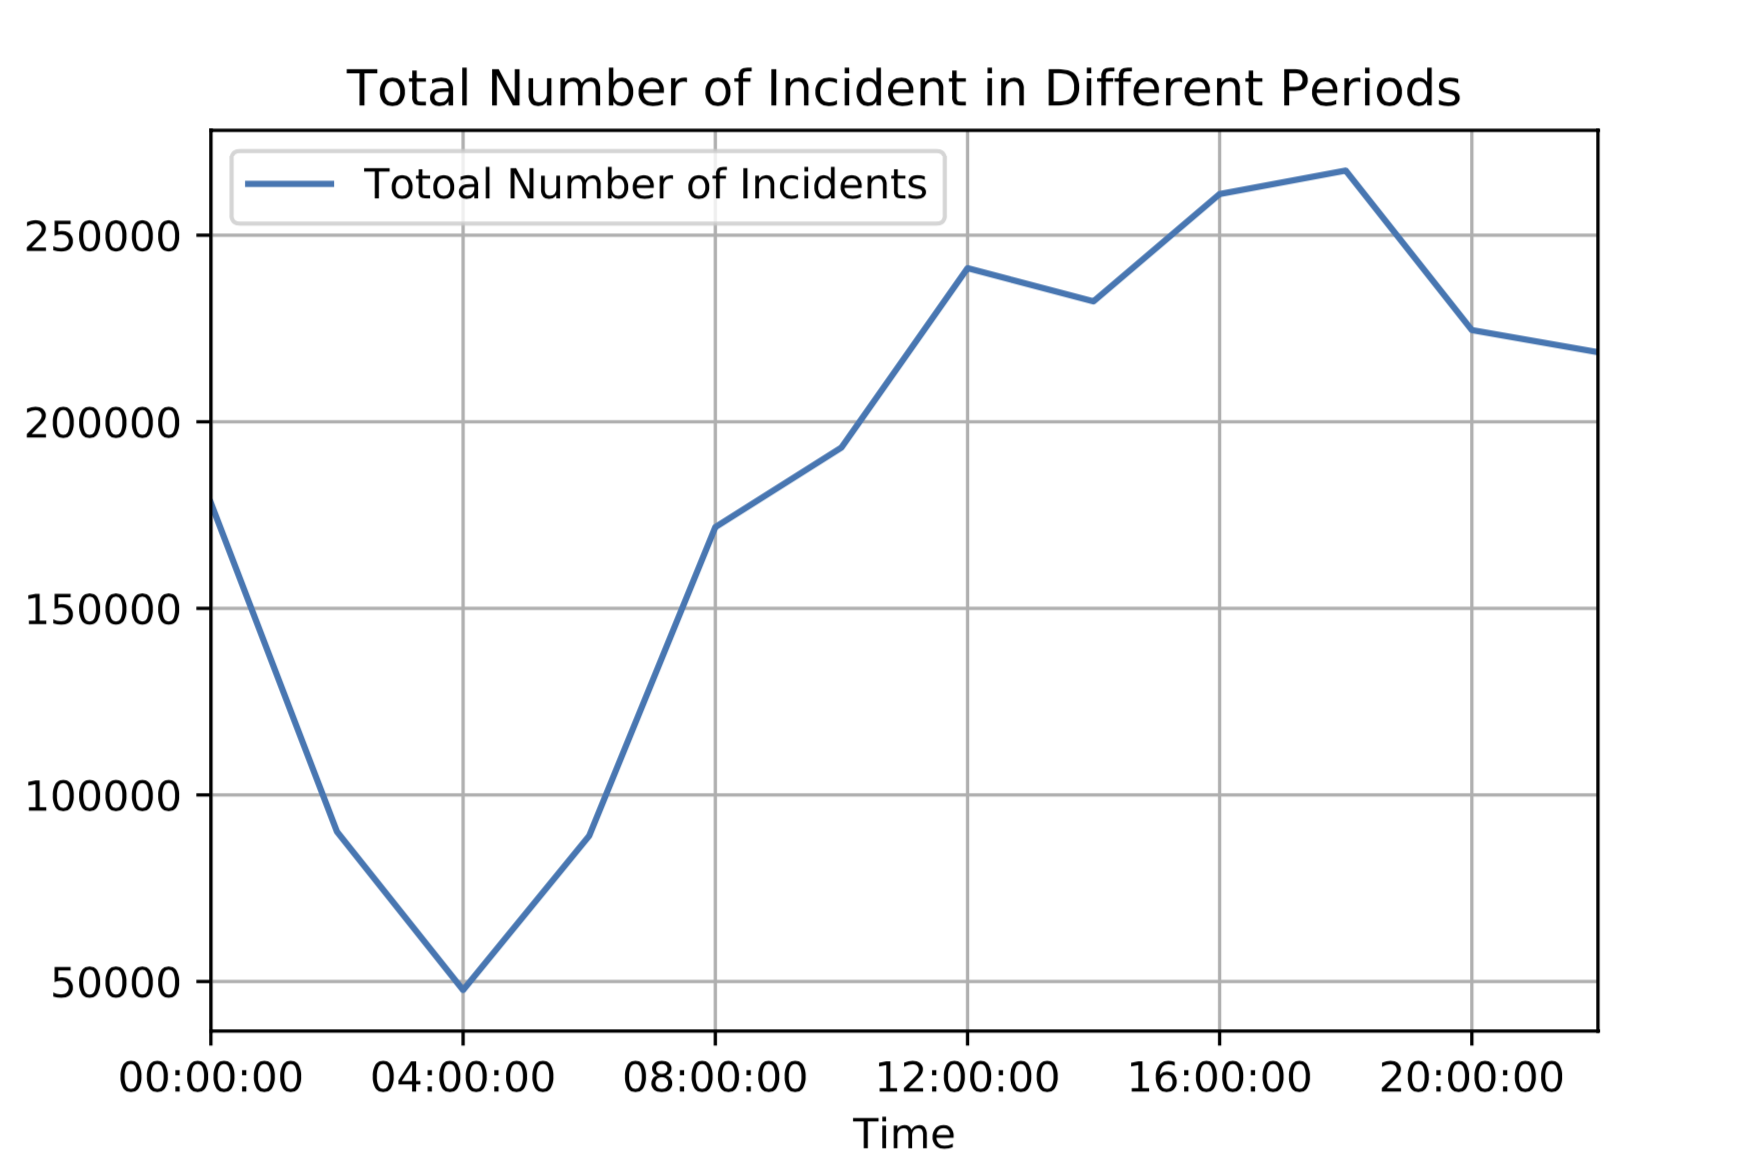 Total Number of Incident in Different Periods
Totoal Number of Incidents
250000
200000
150000
100000
50000
00:00:00 04:00:00 08:00:00 12:00:00 16:00:00 20:00:00
Time